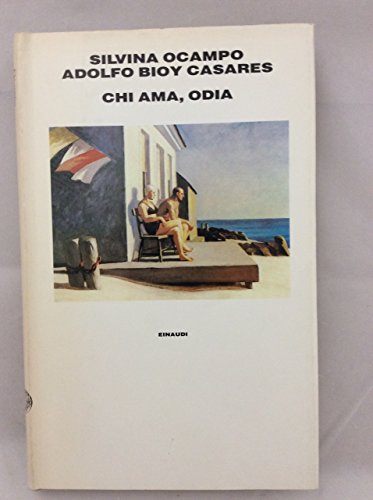 SILVINA OCAMPO
ADOLFO BIOY CASARES
CHI AMA, ODIA
EINAUDI